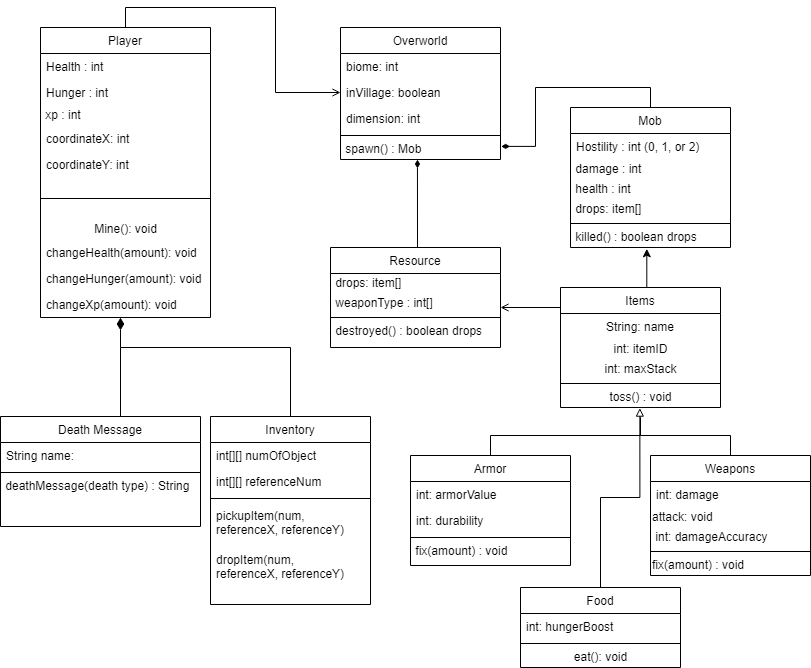 Player
Health : int
Hunger : int
xp : int
coordinateX: int
coordinateY: int
Mine(): void
changeHealth(amount): void
changeHunger(amount): void
changeXp(amount): void
Overworld
biome: int
inVillage: boolean
dimension: int
spawn() : Mob
Mob
Hostility : int (0, 1, or 2)
damage : int
health : int
drops: item[]
killed() : boolean drops
Resource
drops: item[]
weaponType : int[]
destroyed() : boolean drops
Items
String: name
int: itemID
int: maxStack
toss() : void
Death Message
String name:
deathMessage(death type) : String
Inventory
int[][] numOfObject
int[][] referenceNum
pickupItem(num,
referenceX, referenceY)
dropItem(num,
referenceX, referenceY)
Armor
int: armorValue
int: durability
fix(amount) : void
Weapons
int: damage
attack: void
int: damageAccuracy
fix(amount) : void
Food
int: hungerBoost
eat(): void